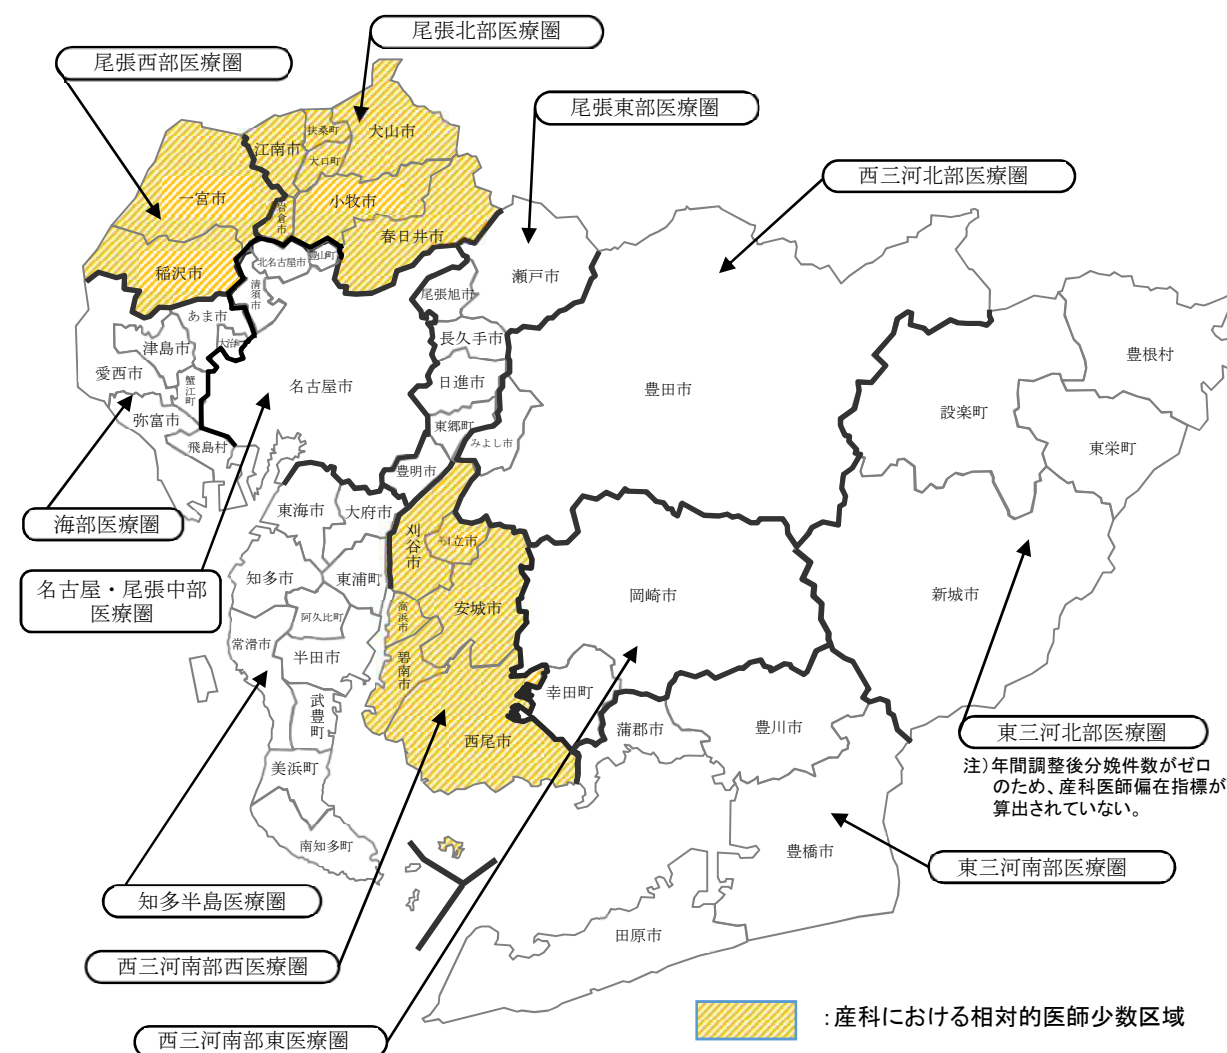 尾張北部医療圏
尾張西部医療圏
尾張東部医療圏
西三河北部医療圏
扶桑町
犬山市
江南市
大口町
一宮市
小牧市
岩倉市
春日井市
稲沢市
北名古屋市
豊山町
瀬戸市
清須市
尾張旭市
あま市
大治町
長久手市
津島市
豊根村
愛西市
蟹江町
名古屋市
日進市
豊田市
設楽町
弥富市
東郷町
みよし市
東栄町
飛島村
豊明市
海部医療圏
東海市
大府市
刈谷市
知立市
名古屋・尾張中部
医療圏
知多市
東浦町
岡崎市
新城市
阿久比町
高浜市
安城市
常滑市
半田市
碧南市
幸田町
武豊町
西尾市
蒲郡市
豊川市
東三河北部医療圏
注)年間調整後分娩件数がゼロ
のため、産科医師偏在指標が
算出されていない。
美浜町
南知多町
豊橋市
東三河南部医療圏
知多半島医療圏
田原市
西三河南部西医療圏
:産科における相対的医師少数区域
西三河南部東医療圏